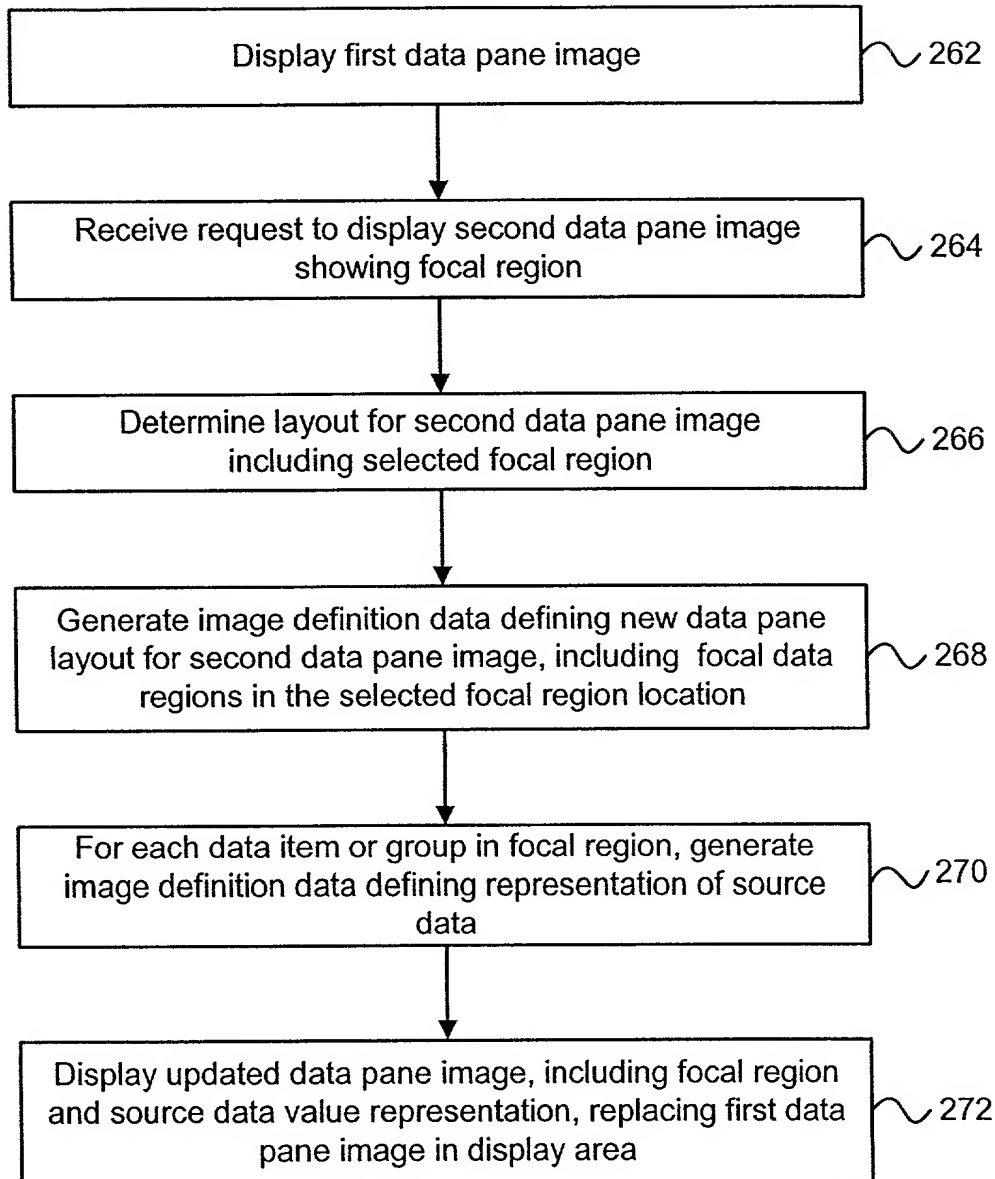 Display first data pane image
262
Receive request to display second data pane image
showing focal region
264
Determine layout for second data pane image
including selected focal region
266
Generate image definition data defining new data pane
layout for second data pane image, including focal data
regions in the selected focal region location
268
For each data item or group in focal region, generate
image definition data defining representation of source
data
270
Display updated data pane image, including focal region
and source data value representation, replacing first data
pane image in display area
272